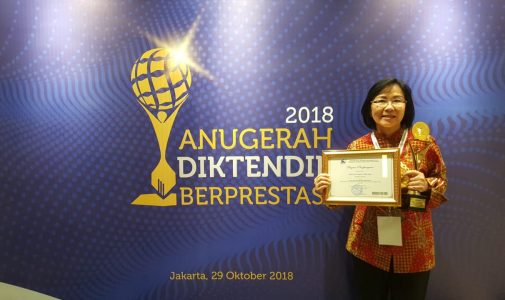 2018
ANUGERAH
DIKTENDI
BERPRESTAS
Jakarta, 29 Oktober 2018